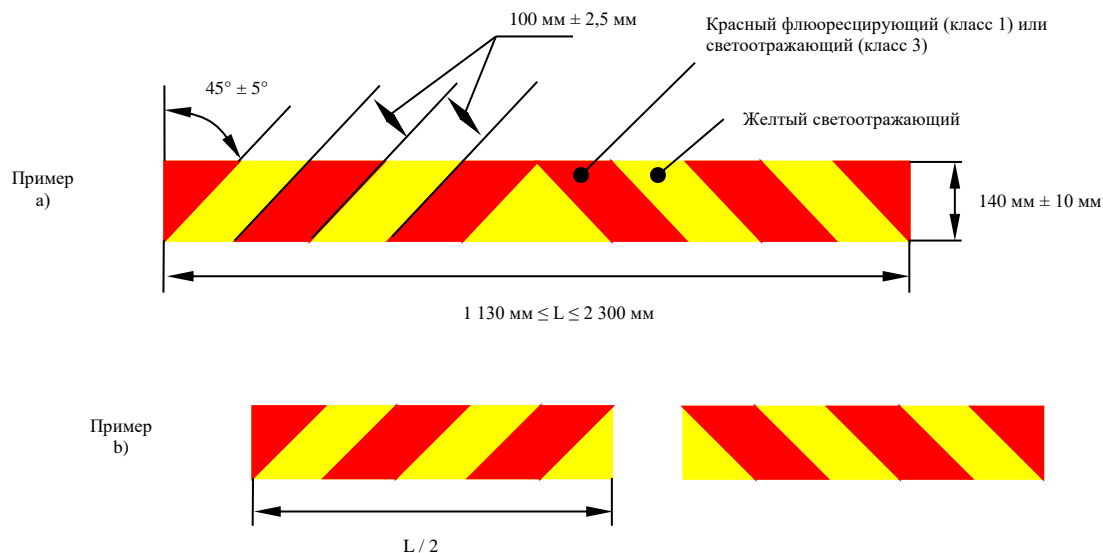 100 мм ± 2,5 мм
Красный флюоресцирующий (класс 1) или
светоотражающий (класс 3)
45° ± 5°
Желтый светоотражающий
Пример
a)
140 мм ± 10 мм
1 130 мм ≤ L ≤ 2 300 мм
Пример
b)
L / 2